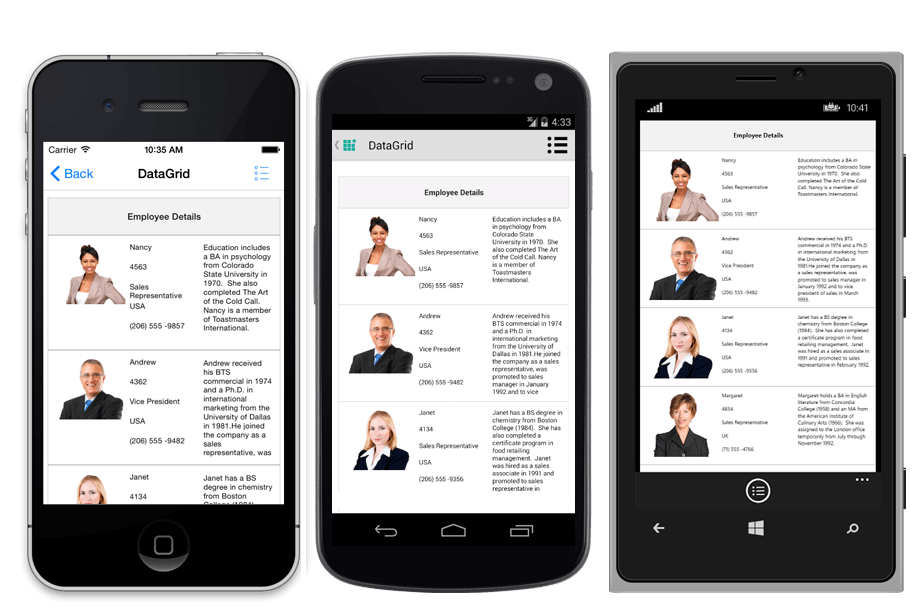 Carrier
10:35 AM
Back
DataGrid
Employee Details
Nancy
4563
Sales
Representative
USA
(206) 555 -9857
Education includes
a BA in psychology
from Colorado
State University in
1970. She also
completed The Art
of the Cold Call.
Nancy is a member
of Toastmasters
International.
Andrew
4362
Vice President
USA
(206) 555 -9482
Andrew received
his BTS
commercial in 1974
and a Ph.D. in
international
marketing from the
University of Dallas
in 1981.He joined
the company as a
sales
representative, was
Janet
4134
Janet has a BS
degree in chemistry
from Boston
College (1984)
3G
4:33
DataGrid
Employee Details
Nancy
4563
Sales Representative
USA
(206) 555 -9857
Education includes a BA
in psychology from
Colorado State
University in 1970. She
also completed The Art
of the Cold Call. Nancy
is a member of
Toastmasters
International.
Andrew
4362
Vice President
USA
(206) 555 -9482
Andrew received his
BTS commercial in 1974
and a Ph.D. in
international marketing
from the University of
Dallas in 1981.He joined
the company as a sales
representative, was
promoted to sales
manager in January
1992 and to vice
Janet
4134
Sales Representative
USA
(206) 555 -9356
Janet has a BS degree in
chemistry from Boston
College (1984). She has
also completed a
certificate program in
food retailing
management. Janet
was hired as a sales
associate in 1991 and
promoted to sales
representative in
10:41
Employee Details
Nancy
4563
Sales Representative
USA
(206) 555 -9857
Education includes a BA in
psychology from Colorado State
University in 1970. She also
completed The Art of the Cold
Call. Nancy is a member of
Toastmasters International.
Andrew
4362
Vice President
USA
(206) 555 -9482
Andrew received his BTS
commercial in 1974 and a Ph.D.
in international marketing from
the University of Dallas in
1981.He joined the company as
a sales representative, was
promoted to sales manager in
January 1992 and to vice
president of sales in March
1993.
Janet
4134
Sales Representative
USA
(206) 555 -9356
Janet has a BS degree in
chemistry from Boston College
(1984). She has also completed
a certificate program in food
retailing management. Janet
was hired as a sales associate in
1991 and promoted to sales
representative in February 1992.
Margaret
4834
Sales Representative
UK
(71) 555 -4766
Margaret holds a BA in English
literature from Concordia
College (1958) and an MA from
the American Institute of
Culinary Arts (1966). She was
assigned to the London office
temporarily from July through
November 1992.